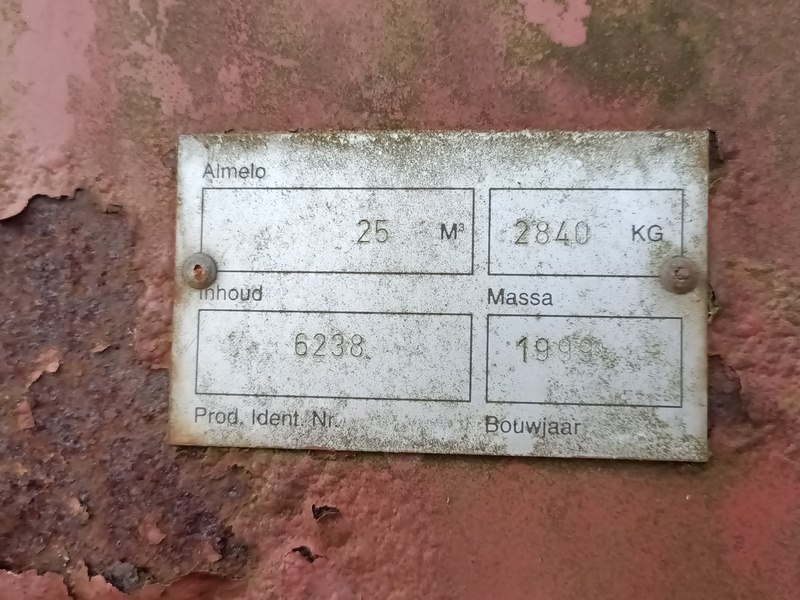 Almelo
25 M³ 2840 KG
Inhoud Massa
6238 1999
Prod. Ident. Nr. Bouwjaar